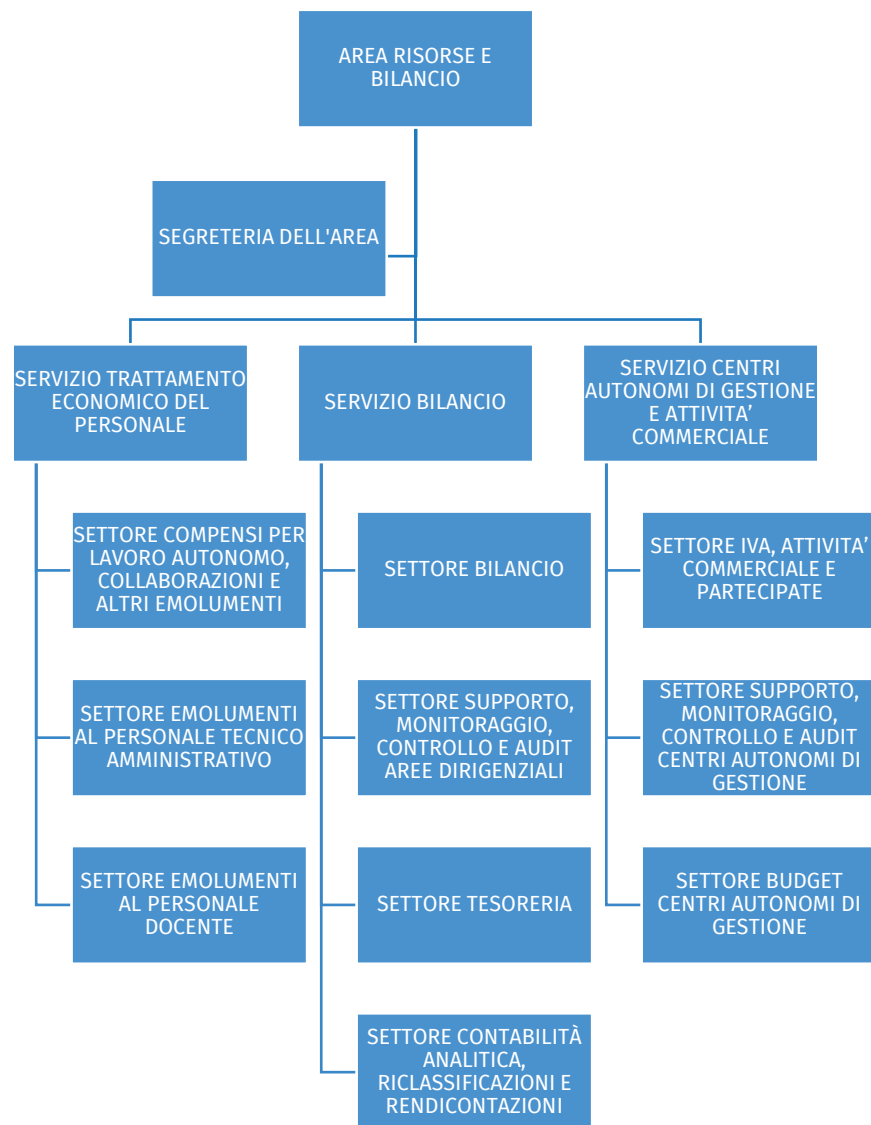 AREA RISORSE E
BILANCIO
SEGRETERIA DELL'AREA
SERVIZIO TRATTAMENTO
ECONOMICO DEL
PERSONALE
SERVIZIO BILANCIO
SERVIZIO CENTRI
AUTONOMI DI GESTIONE
E ATTIVITA’
COMMERCIALE
SETTORE COMPENSI PER
LAVORO AUTONOMO,
COLLABORAZIONI E
ALTRI EMOLUMENTI
SETTORE BILANCIO
SETTORE IVA, ATTIVITA’
COMMERCIALE E
PARTECIPATE
SETTORE EMOLUMENTI
AL PERSONALE TECNICO
AMMINISTRATIVO
SETTORE SUPPORTO,
MONITORAGGIO,
CONTROLLO E AUDIT
AREE DIRIGENZIALI
SETTORE SUPPORTO,
MONITORAGGIO,
CONTROLLO E AUDIT
CENTRI AUTONOMI DI
GESTIONE
SETTORE EMOLUMENTI
AL PERSONALE
DOCENTE
SETTORE TESORERIA
SETTORE BUDGET
CENTRI AUTONOMI DI
GESTIONE
SETTORE CONTABILITÀ
ANALITICA,
RICLASSIFICAZIONI E
RENDICONTAZIONI